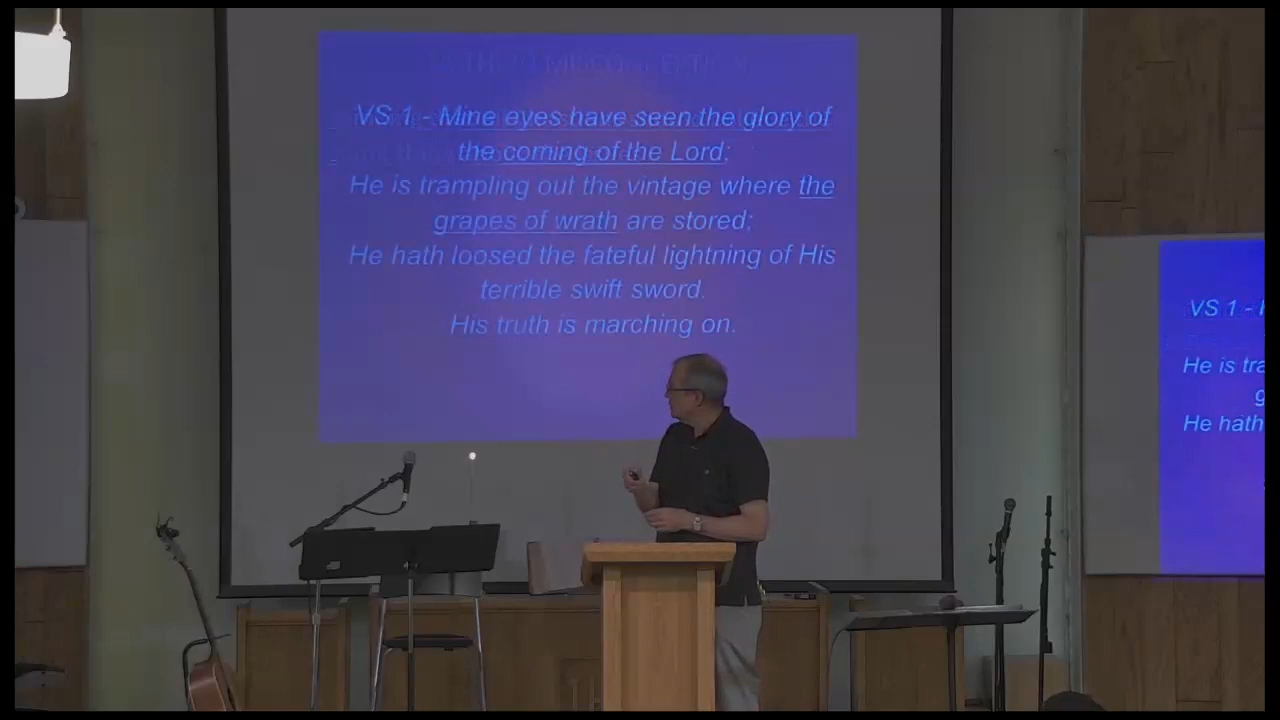 VS 1 - Mine eyes have seen the glory of
the coming of the Lord;
He is trampling out the vintage where the
grapes of wrath are stored;
He hath loosed the fateful lightning of His
terrible swift sword.
His truth is marching on.
VS 1 -
He is
He hath